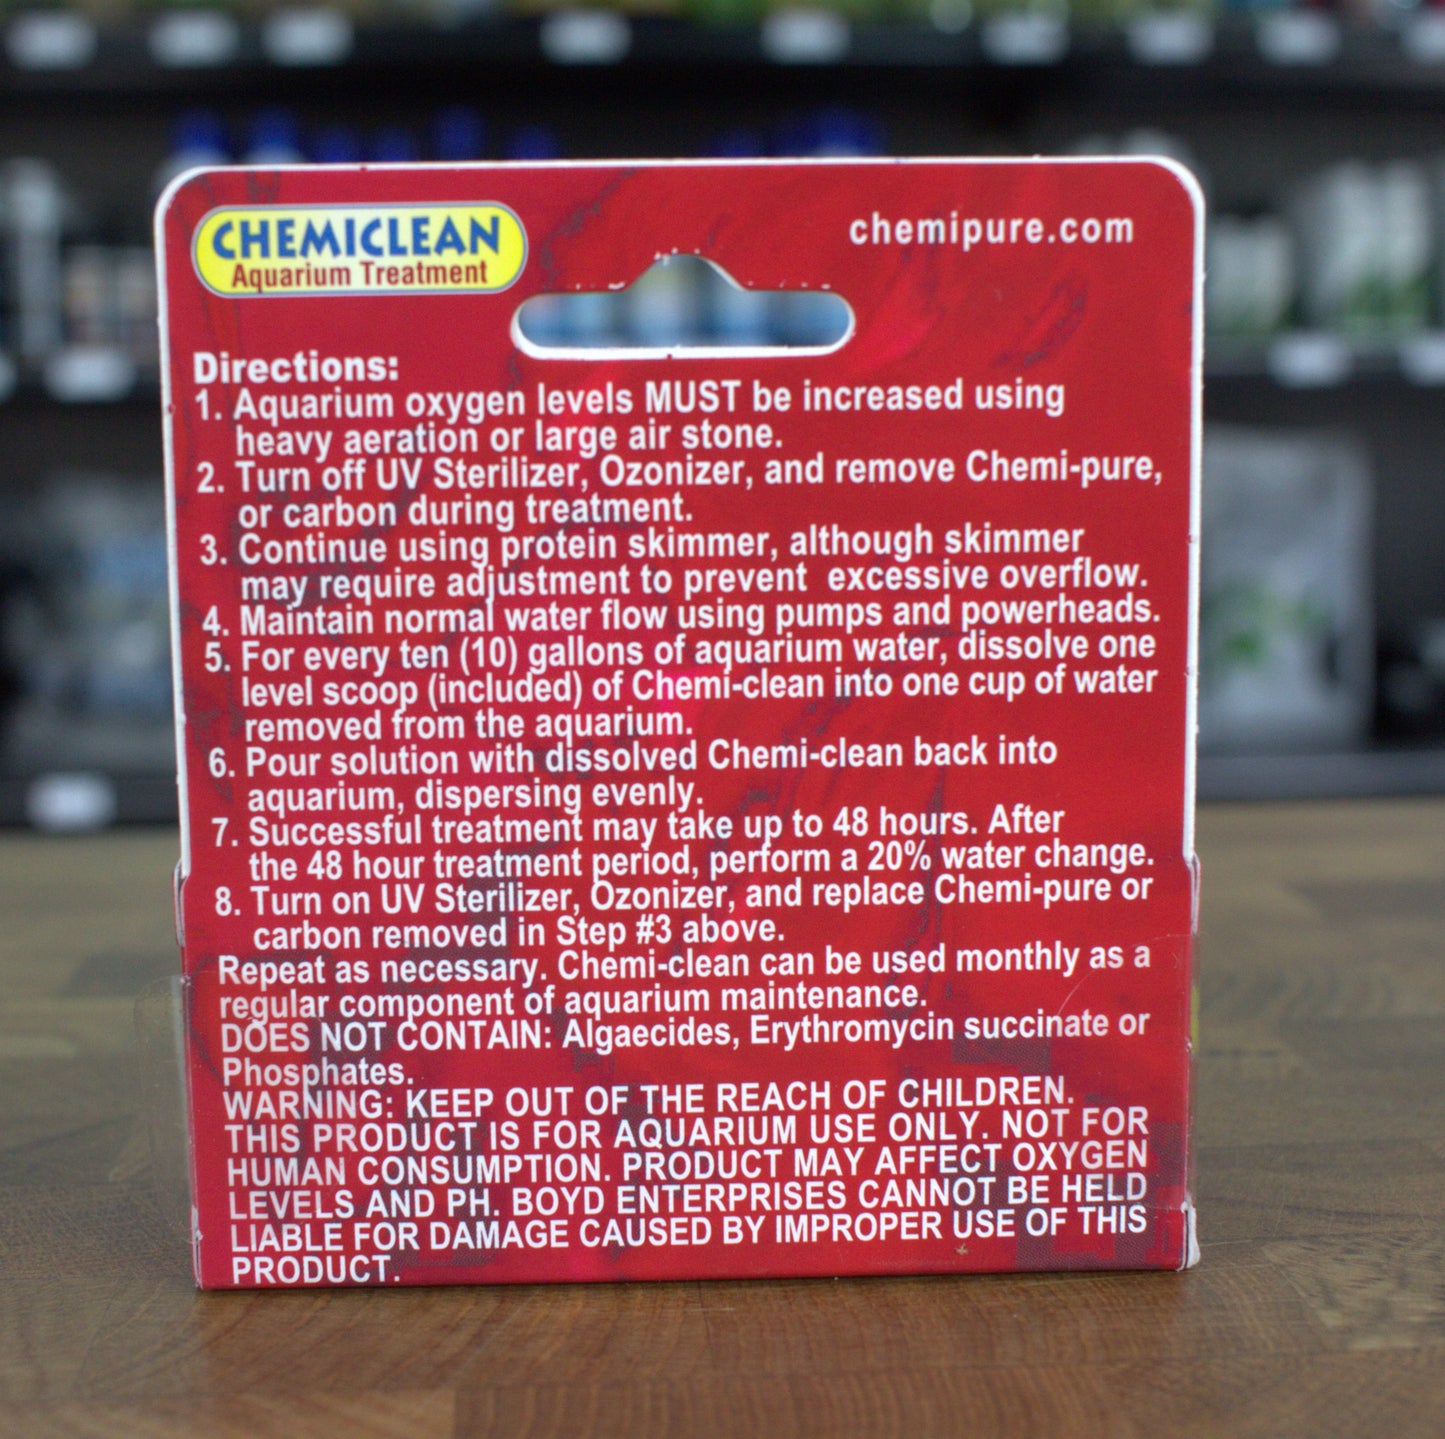 CHEMICLEAN
Aquarium Treatment
chemipure.com
Directions:
1. Aquarium oxygen levels MUST be increased using
heavy aeration or large air stone.
2. Turn off UV Sterilizer, Ozonizer, and remove Chemi-pure,
or carbon during treatment.
3. Continue using protein skimmer, although skimmer
may require adjustment to prevent excessive overflow.
4. Maintain normal water flow using pumps and powerheads.
5. For every ten (10) gallons of aquarium water, dissolve one
level scoop (included) of Chemi-clean into one cup of water
removed from the aquarium.
6. Pour solution with dissolved Chemi-clean back into
aquarium, dispersing evenly.
7. Successful treatment may take up to 48 hours. After
the 48 hour treatment period, perform a 20% water change.
8. Turn on UV Sterilizer, Ozonizer, and replace Chemi-pure or
carbon removed in Step #3 above.
Repeat as necessary. Chemi-clean can be used monthly as a
regular component of aquarium maintenance.
DOES NOT CONTAIN: Algaecides, Erythromycin succinate or
Phosphates.
WARNING: KEEP OUT OF THE REACH OF CHILDREN.
THIS PRODUCT IS FOR AQUARIUM USE ONLY. NOT FOR
HUMAN CONSUMPTION. PRODUCT MAY AFFECT OXYGEN
LEVELS AND PH. BOYD ENTERPRISES CANNOT BE HELD
LIABLE FOR DAMAGE CAUSED BY IMPROPER USE OF THIS
PRODUCT.